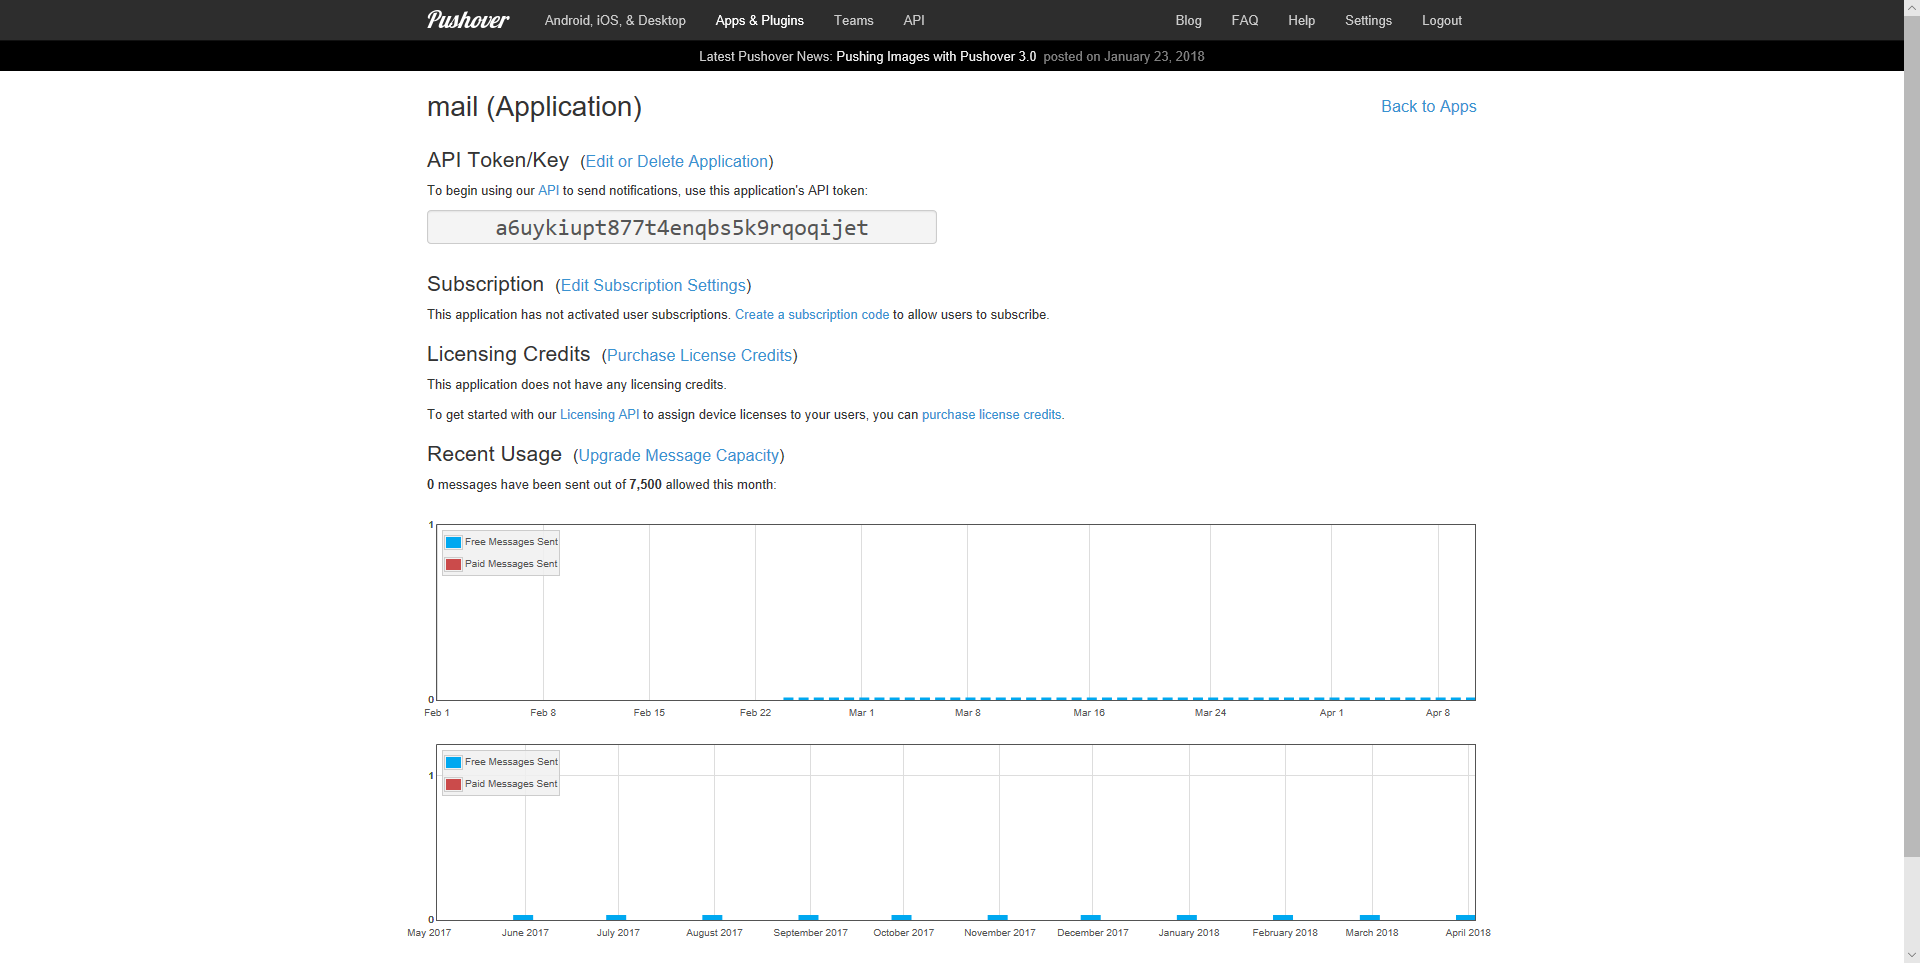 Pushover Android, iOS, & Desktop Apps & Plugins Teams API Blog FAQ Help Settings Logout
Latest Pushover News: Pushing Images with Pushover 3.0 posted on January 23, 2018
mail (Application) Back to Apps
API Token/Key (Edit or Delete Application)
To begin using our API to send notifications, use this application's API token:
a6uykiupt877t4enqbs5k9rqoqijet
Subscription (Edit Subscription Settings)
This application has not activated user subscriptions. Create a subscription code to allow users to subscribe.
Licensing Credits (Purchase License Credits)
This application does not have any licensing credits.
To get started with our Licensing API to assign device licenses to your users, you can purchase license credits.
Recent Usage (Upgrade Message Capacity)
0 messages have been sent out of 7,500 allowed this month:
1
Free Messages Sent
Paid Messages Sent
0
Feb 1 Feb 8 Feb 15 Feb 22 Mar 1 Mar 8 Mar 16 Mar 24 Apr 1 Apr 8
Free Messages Sent
1
Paid Messages Sent
0
May 2017 June 2017 July 2017 August 2017 September 2017 October 2017 November 2017 December 2017 January 2018 February 2018 March 2018 April 2018